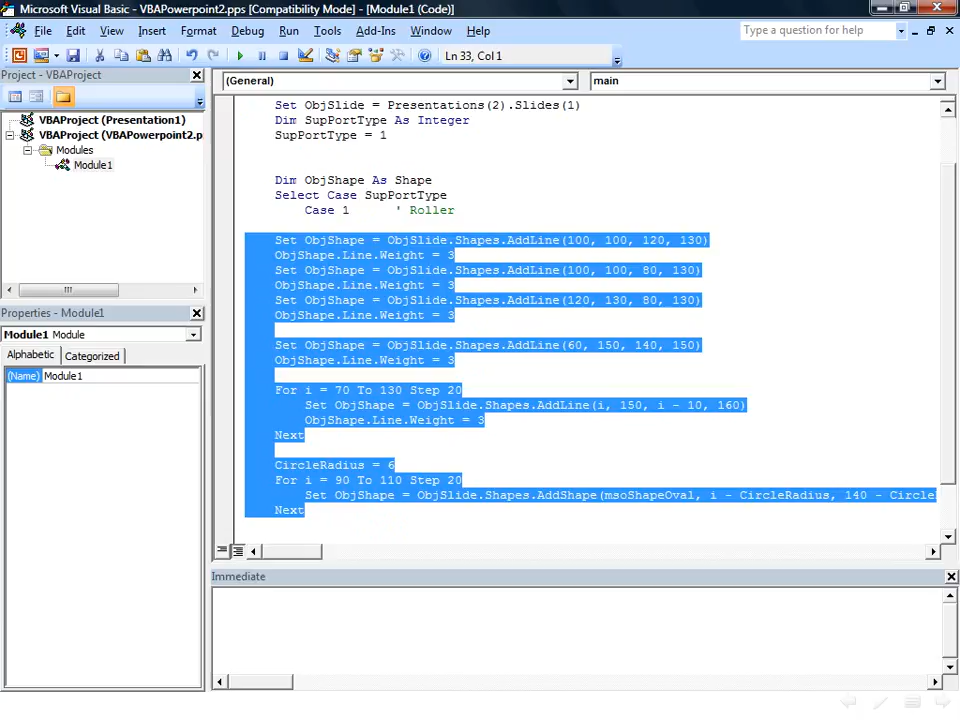 Microsoft Visual Basic - VBAPowerpoint2.pps [Compatibility Mode] - [Module1 (Code)]
File Edit View Insert Format Debug Run Tools Add-Ins Window Help
Type a question for help
Ln 33, Col 1
Project - VBAProject
(General)
main
VBAProject (Presentation1)
VBAProject (VBAPowerpoint2.p
Modules
Module1
Properties - Module1
Module1 Module
Alphabetic Categorized
(Name) Module1
Set ObjSlide = Presentations(2).Slides(1)
Dim SupPortType As Integer
SupPortType = 1
Dim ObjShape As Shape
Select Case SupPortType
Case 1 ' Roller
Set ObjShape = ObjSlide.Shapes.AddLine(100, 100, 120, 130)
ObjShape.Line.Weight = 3
Set ObjShape = ObjSlide.Shapes.AddLine(100, 100, 80, 130)
ObjShape.Line.Weight = 3
Set ObjShape = ObjSlide.Shapes.AddLine(120, 130, 80, 130)
ObjShape.Line.Weight = 3
Set ObjShape = ObjSlide.Shapes.AddLine(60, 150, 140, 150)
ObjShape.Line.Weight = 3
For i = 70 To 130 Step 20
Set ObjShape = ObjSlide.Shapes.AddLine(i, 150, i - 10, 160)
ObjShape.Line.Weight = 3
Next
CircleRadius = 6
For i = 90 To 110 Step 20
Set ObjShape = ObjSlide.Shapes.AddShape(msoShapeOval, i - CircleRadius, 140 - Circle
Next
Immediate